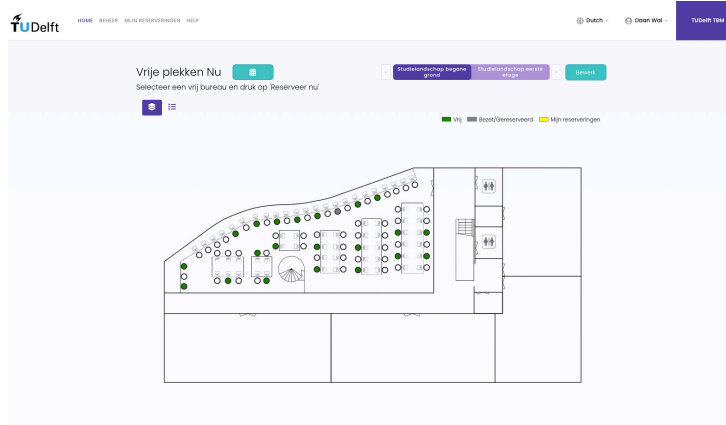 TUDelft
HOME BEHEER MIJN RESERVERINGEN HELP
Dutch
Daan Wal
TUDelft TBM
Vrije plekken Nu
Selecteer een vrij bureau en druk op 'Reserveer nu'
Studielandschap begane
grond
Studielandschap eerste
etage
Bewerk
Vrij Bezet/Gereserveerd Mijn reserveringen